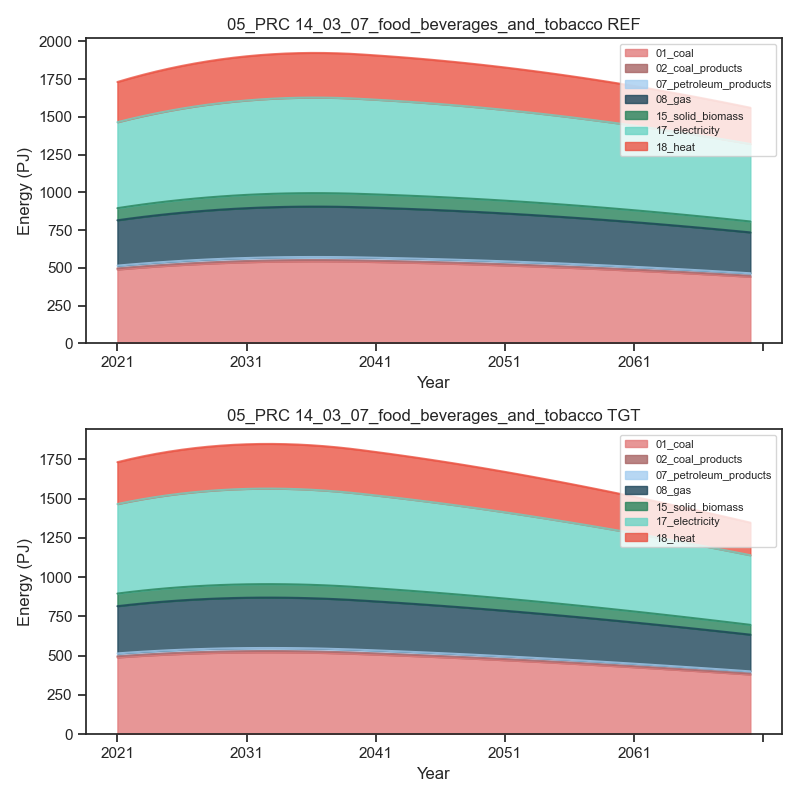 05_PRC 14_03_07_food_beverages_and_tobacco REF
2000
1750
1500
1250
1000
750
500
250
0
Energy (PJ)
01_coal
02_coal_products
07_petroleum_products
08_gas
15_solid_biomass
17_electricity
18_heat
2021 2031 2041 2051 2061
Year
05_PRC 14_03_07_food_beverages_and_tobacco TGT
1750
1500
1250
1000
750
500
250
0
Energy (PJ)
01_coal
02_coal_products
07_petroleum_products
08_gas
15_solid_biomass
17_electricity
18_heat
2021 2031 2041 2051 2061
Year